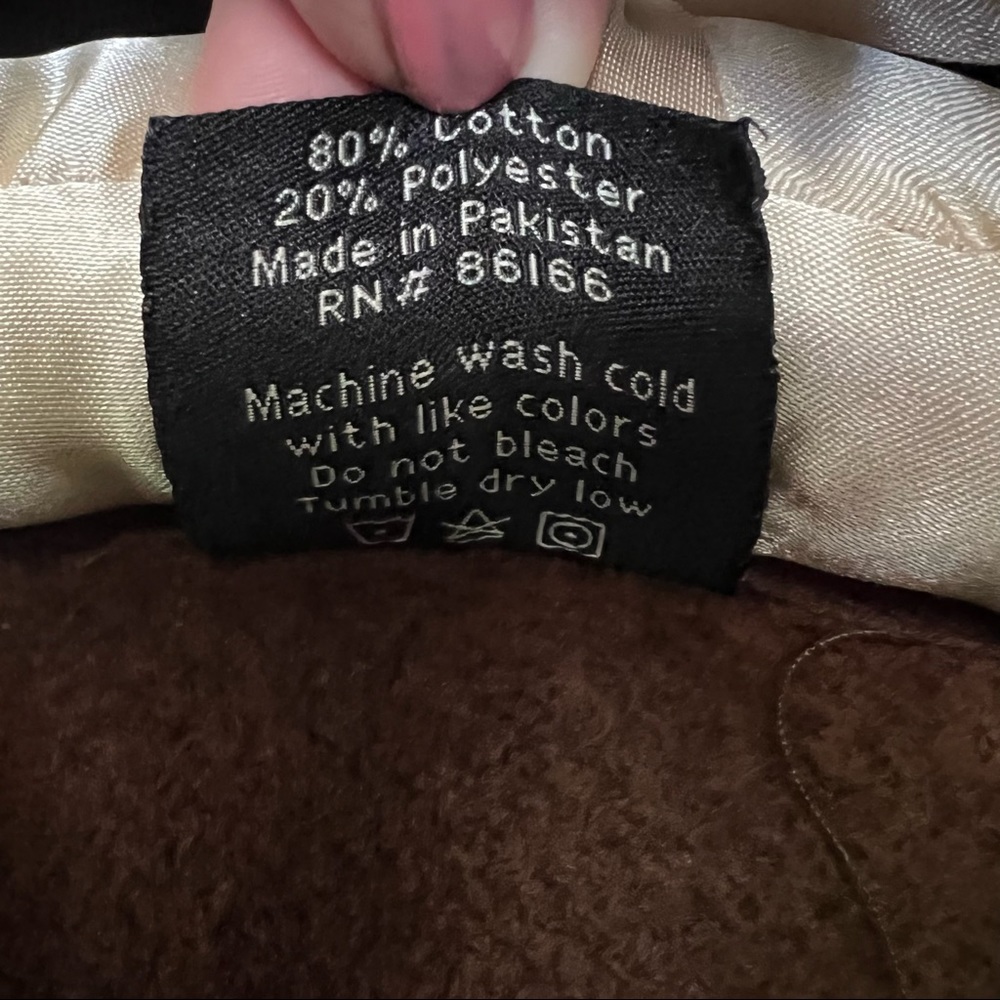 80% Cotton
20% Polyester
Made in Pakistan
RN# 86166
Machine wash cold
with like colors
Do not bleach
Tumble dry low